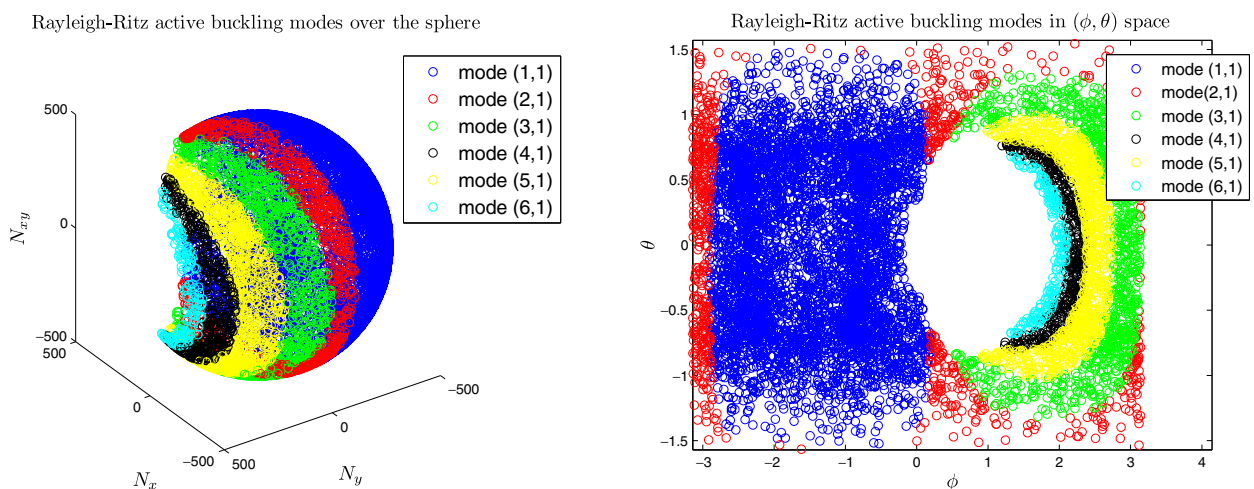 Rayleigh-Ritz active buckling modes over the sphere
mode (1,1)
mode (2,1)
mode (3,1)
mode (4,1)
mode (5,1)
mode (6,1)
500
0
−500
N_{xy}
500
0
−500
N_x
500
0
−500
N_y
Rayleigh-Ritz active buckling modes in (ϕ, θ) space
mode (1,1)
mode(2,1)
mode (3,1)
mode (4,1)
mode (5,1)
mode (6,1)
1.5
1
0.5
0
−0.5
−1
−1.5
θ
−3 −2 −1 0 1 2 3 4
ϕ